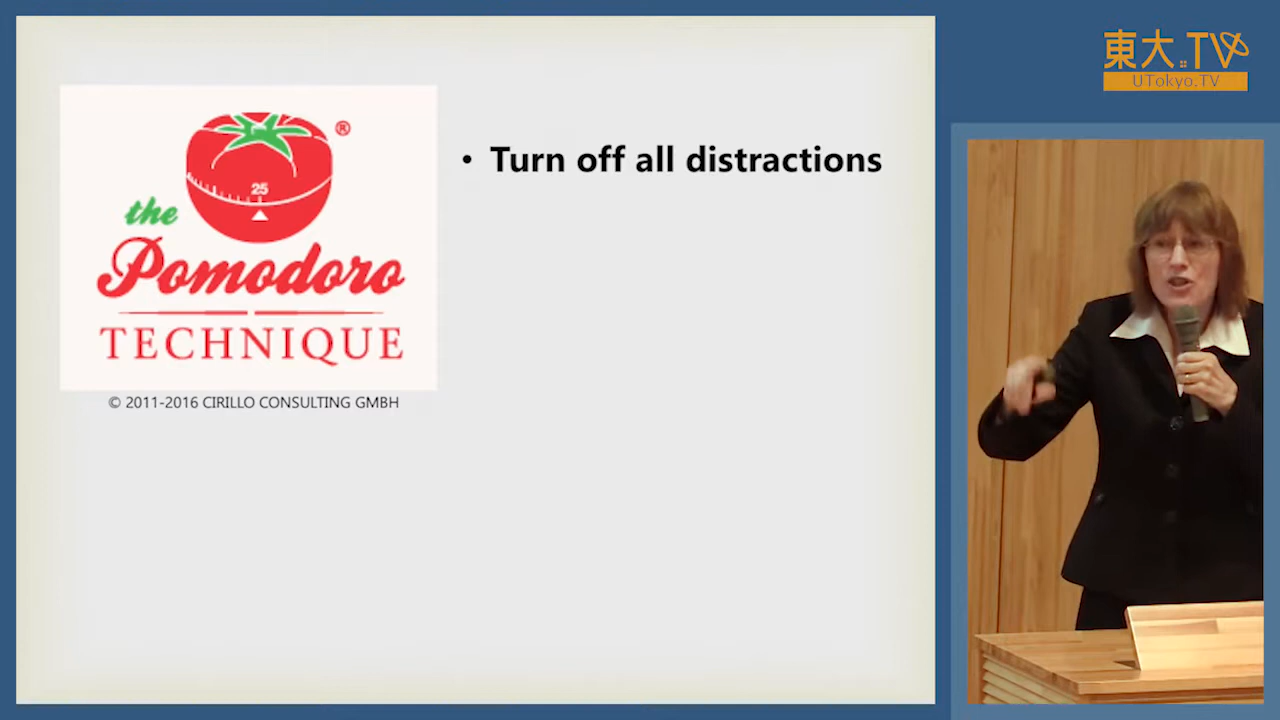 東大.TV
UTokyo.TV
• Turn off all distractions
®
25
the
Pomodoro
TECHNIQUE
© 2011-2016 CIRILLO CONSULTING GMBH